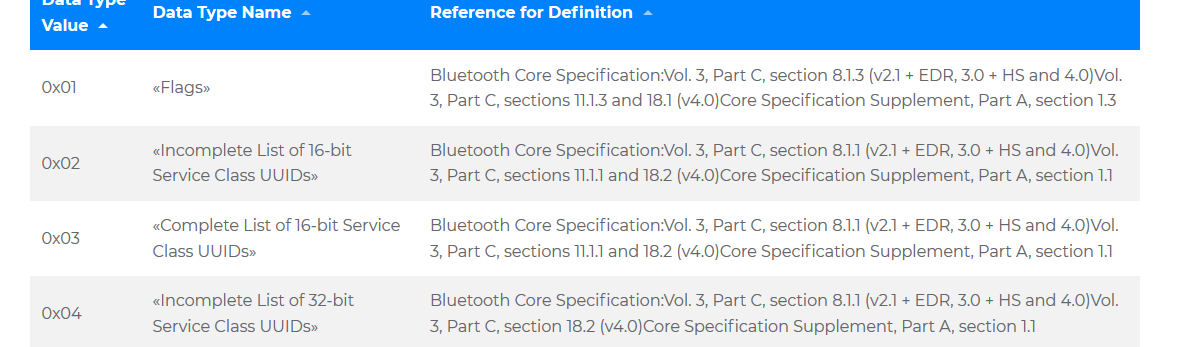 Data Type
Value
Data Type Name
Reference for Definition
0x01
«Flags»
Bluetooth Core Specification:Vol. 3, Part C, section 8.1.3 (v2.1 + EDR, 3.0 + HS and 4.0)Vol.
3, Part C, sections 11.1.3 and 18.1 (v4.0)Core Specification Supplement, Part A, section 1.3
0x02
«Incomplete List of 16-bit
Service Class UUIDs»
Bluetooth Core Specification:Vol. 3, Part C, section 8.1.1 (v2.1 + EDR, 3.0 + HS and 4.0)Vol.
3, Part C, sections 11.1.1 and 18.2 (v4.0)Core Specification Supplement, Part A, section 1.1
0x03
«Complete List of 16-bit Service
Class UUIDs»
Bluetooth Core Specification:Vol. 3, Part C, section 8.1.1 (v2.1 + EDR, 3.0 + HS and 4.0)Vol.
3, Part C, sections 11.1.1 and 18.2 (v4.0)Core Specification Supplement, Part A, section 1.1
0x04
«Incomplete List of 32-bit
Service Class UUIDs»
Bluetooth Core Specification:Vol. 3, Part C, section 8.1.1 (v2.1 + EDR, 3.0 + HS and 4.0)Vol.
3, Part C, section 18.2 (v4.0)Core Specification Supplement, Part A, section 1.1